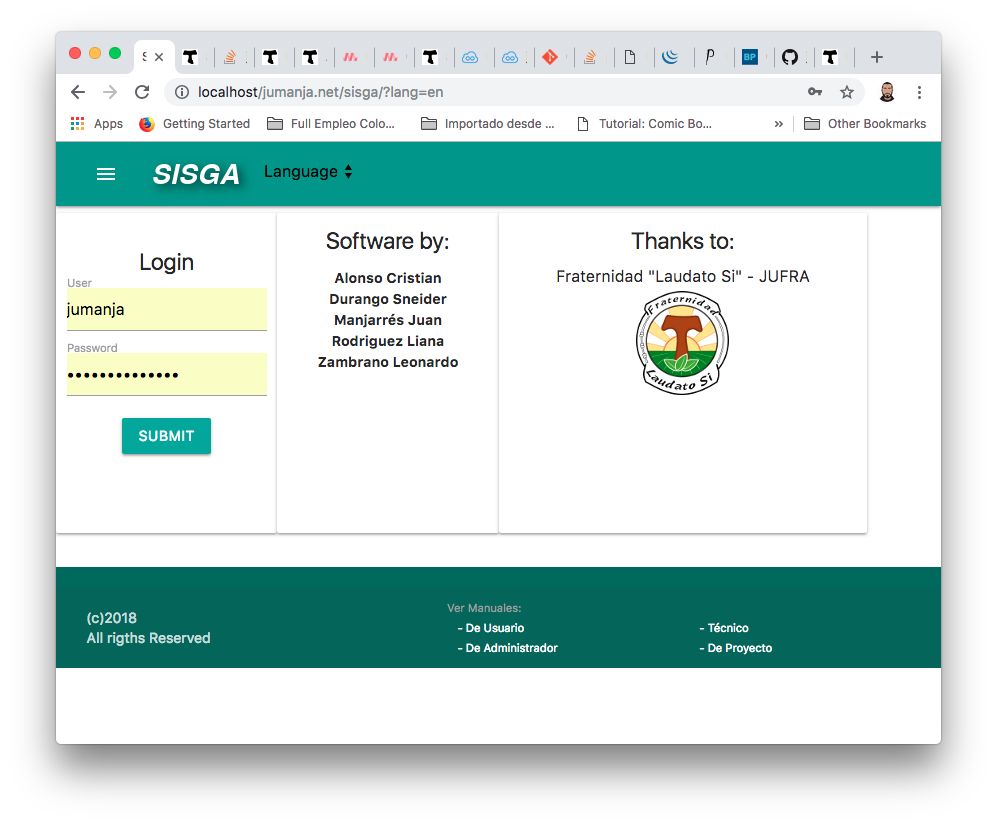 S
localhost/jumanja.net/sisga/?lang=en
Apps
Getting Started
Full Empleo Colo...
Importado desde ...
Tutorial: Comic Bo...
»
Other Bookmarks
SISGA
Language
Login
User
jumanja
Password
••••••••••••••
SUBMIT
Software by:
Alonso Cristian
Durango Sneider
Manjarrés Juan
Rodriguez Liana
Zambrano Leonardo
Thanks to:
Fraternidad "Laudato Si" - JUFRA
Fraternidad
Laudato Si
(c)2018
All rigths Reserved
Ver Manuales:
- De Usuario
- De Administrador
- Técnico
- De Proyecto
BP